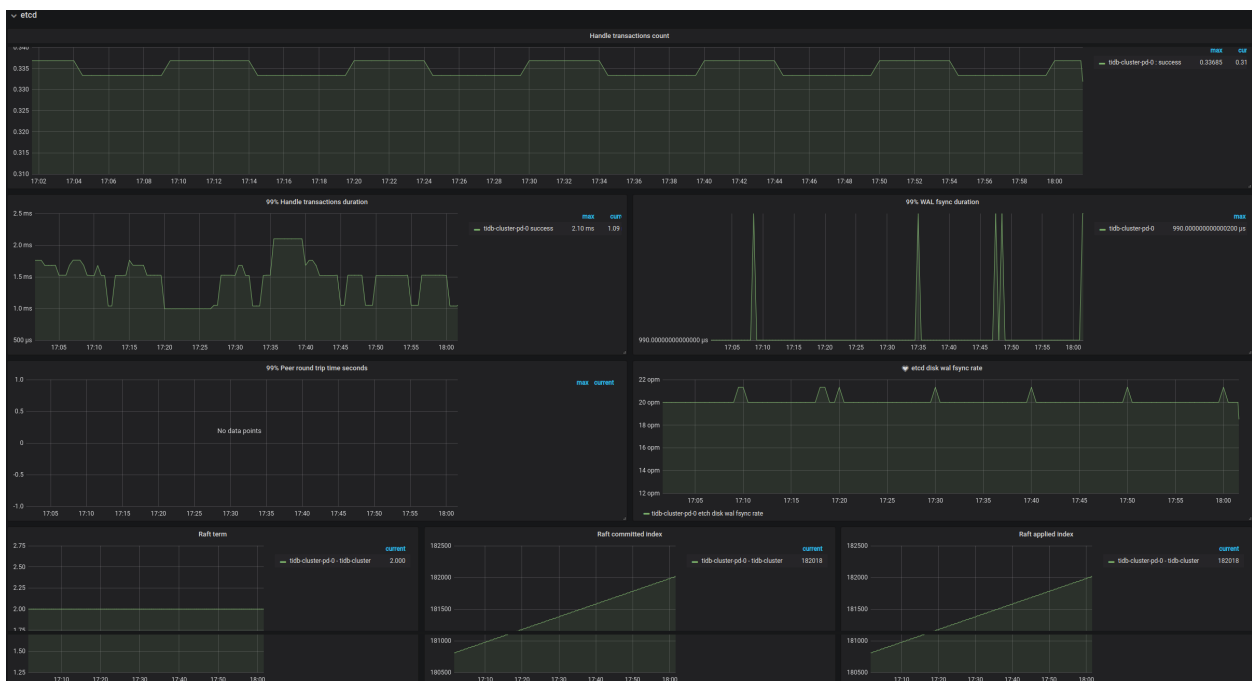 etcd
Handle transactions count
0.340
0.335
0.330
0.325
0.320
0.315
0.310
17:02 17:04 17:06 17:08 17:10 17:12 17:14 17:16 17:18 17:20 17:22 17:24 17:26 17:28 17:30 17:32 17:34 17:36 17:38 17:40 17:42 17:44 17:46 17:48 17:50 17:52 17:54 17:56 17:58 18:00
max cur
tidb-cluster-pd-0 : success 0.33685 0.31
99% Handle transactions duration
2.5 ms
2.0 ms
1.5 ms
1.0 ms
500 µs
17:05 17:10 17:15 17:20 17:25 17:30 17:35 17:40 17:45 17:50 17:55 18:00
max curr
tidb-cluster-pd-0 success 2.10 ms 1.09
99% WAL fsync duration
990.00000000000000 µs
17:05 17:10 17:15 17:20 17:25 17:30 17:35 17:40 17:45 17:50 17:55 18:00
max
tidb-cluster-pd-0 990.000000000000200 µs
99% Peer round trip time seconds
1.0
0.5
0
-0.5
-1.0
No data points
17:05 17:10 17:15 17:20 17:25 17:30 17:35 17:40 17:45 17:50 17:55 18:00
max current
etcd disk wal fsync rate
22 opm
20 opm
18 opm
16 opm
14 opm
12 opm
17:05 17:10 17:15 17:20 17:25 17:30 17:35 17:40 17:45 17:50 17:55 18:00
tidb-cluster-pd-0 etch disk wal fsync rate
Raft term
2.75
2.50
2.25
2.00
1.75
1.50
1.25
17:10 17:20 17:30 17:40 17:50 18:00
current
tidb-cluster-pd-0 - tidb-cluster 2.000
Raft committed index
182500
182000
181500
181000
180500
17:10 17:20 17:30 17:40 17:50 18:00
current
tidb-cluster-pd-0 - tidb-cluster 182018
Raft applied index
182500
182000
181500
181000
180500
17:10 17:20 17:30 17:40 17:50 18:00
current
tidb-cluster-pd-0 - tidb-cluster 182018